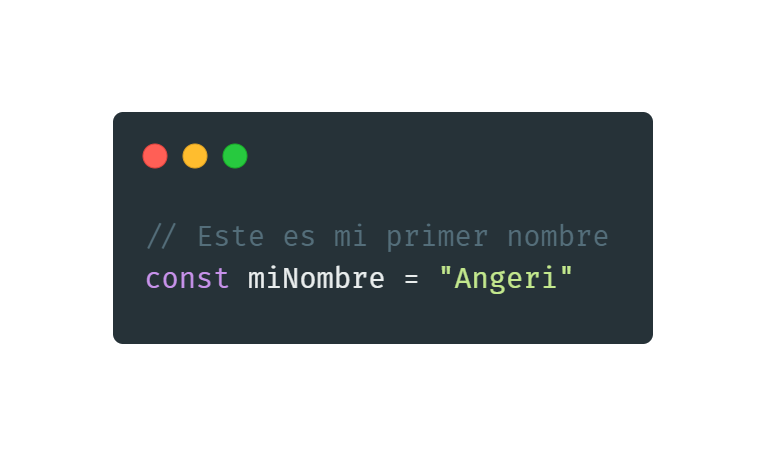 // Este es mi primer nombre
const miNombre = "Angeri"